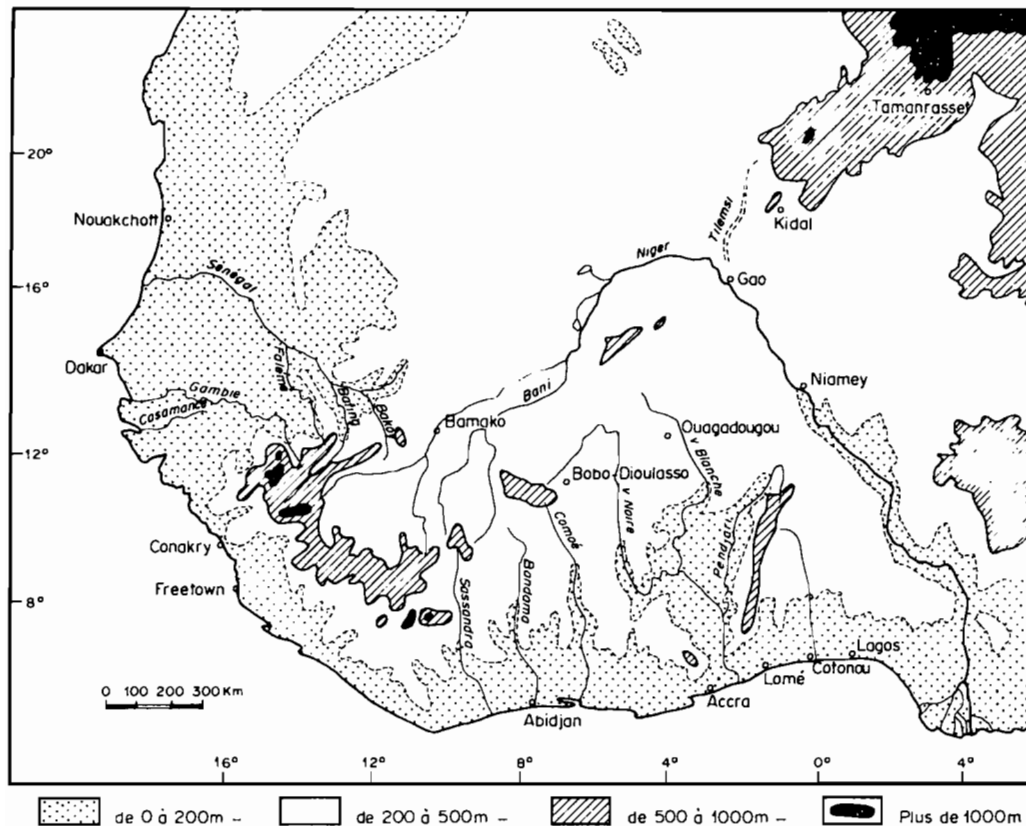 Tamanrasset
20°
Nouakchott
Kidal
Tilemsi
Niger
Sénégal
Gao
16°
Dakar
Falémé
Niamey
Gambie
Bafing
Bani
Casamance
Bakoy
Bamako
Ouagadougou
12°
V Blanche
Bobo-Dioulasso
V Noire
Comoé
Pendjari
Conakry
Freetown
8°
Sassandra
Bandama
Lagos
Cotonou
Lomé
Accra
0 100 200 300 Km
Abidjan
16° 12° 8° 4° 0° 4°
de 0 à 200m – de 200 à 500m – de 500 à 1000m – Plus de 1000m